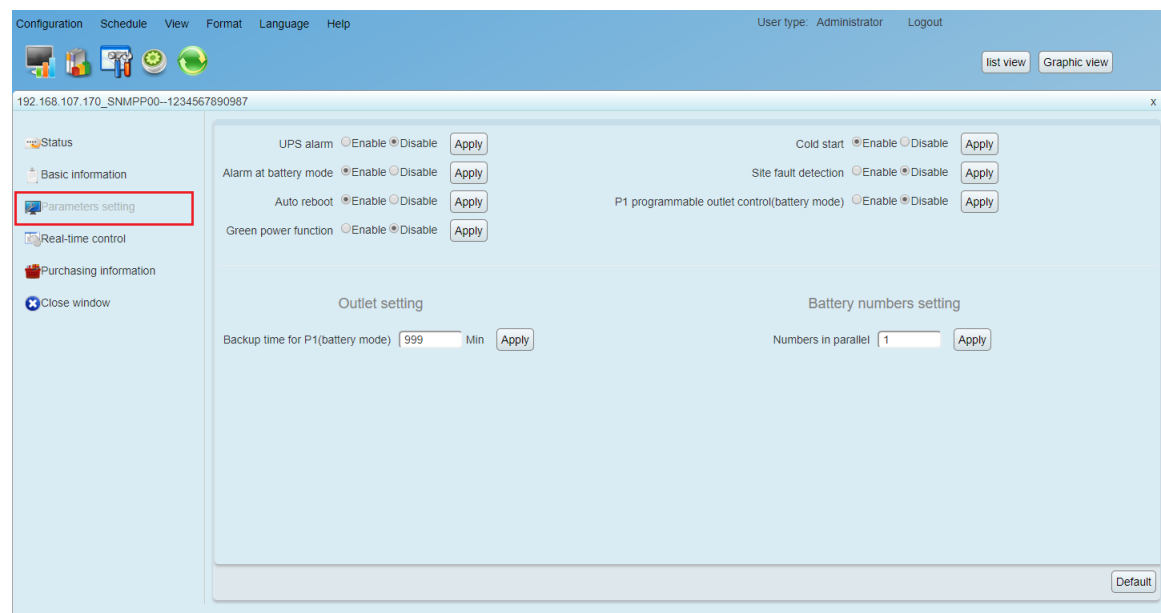 Configuration Schedule View Format Language Help User type: Administrator Logout
list view Graphic view
192.168.107.170_SNMPP00--1234567890987 x
Status
Basic information
Parameters setting
Real-time control
Purchasing information
Close window
UPS alarm Enable Disable Apply Cold start Enable Disable Apply
Alarm at battery mode Enable Disable Apply Site fault detection Enable Disable Apply
Auto reboot Enable Disable Apply P1 programmable outlet control(battery mode) Enable Disable Apply
Green power function Enable Disable Apply
Outlet setting Battery numbers setting
Backup time for P1(battery mode) 999 Min Apply Numbers in parallel 1 Apply
Default